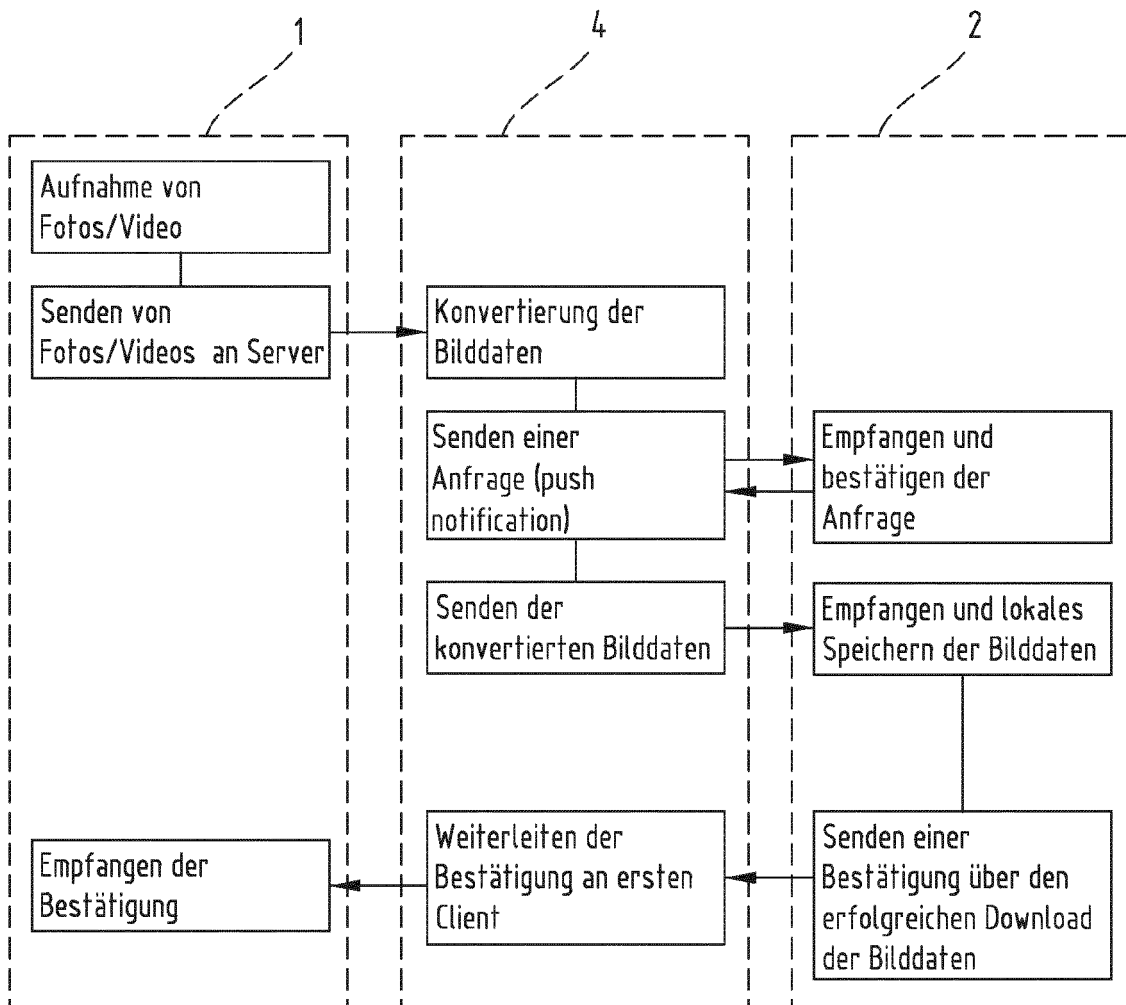 1
4
2
Aufnahme von
Fotos/Video
Senden von
Fotos/Videos an Server
Konvertierung der
Bilddaten
Senden einer
Anfrage (push
notification)
Empfangen und
bestätigen der
Anfrage
Senden der
konvertierten Bilddaten
Empfangen und lokales
Speichern der Bilddaten
Empfangen der
Bestätigung
Weiterleiten der
Bestätigung an ersten
Client
Senden einer
Bestätigung über den
erfolgreichen Download
der Bilddaten